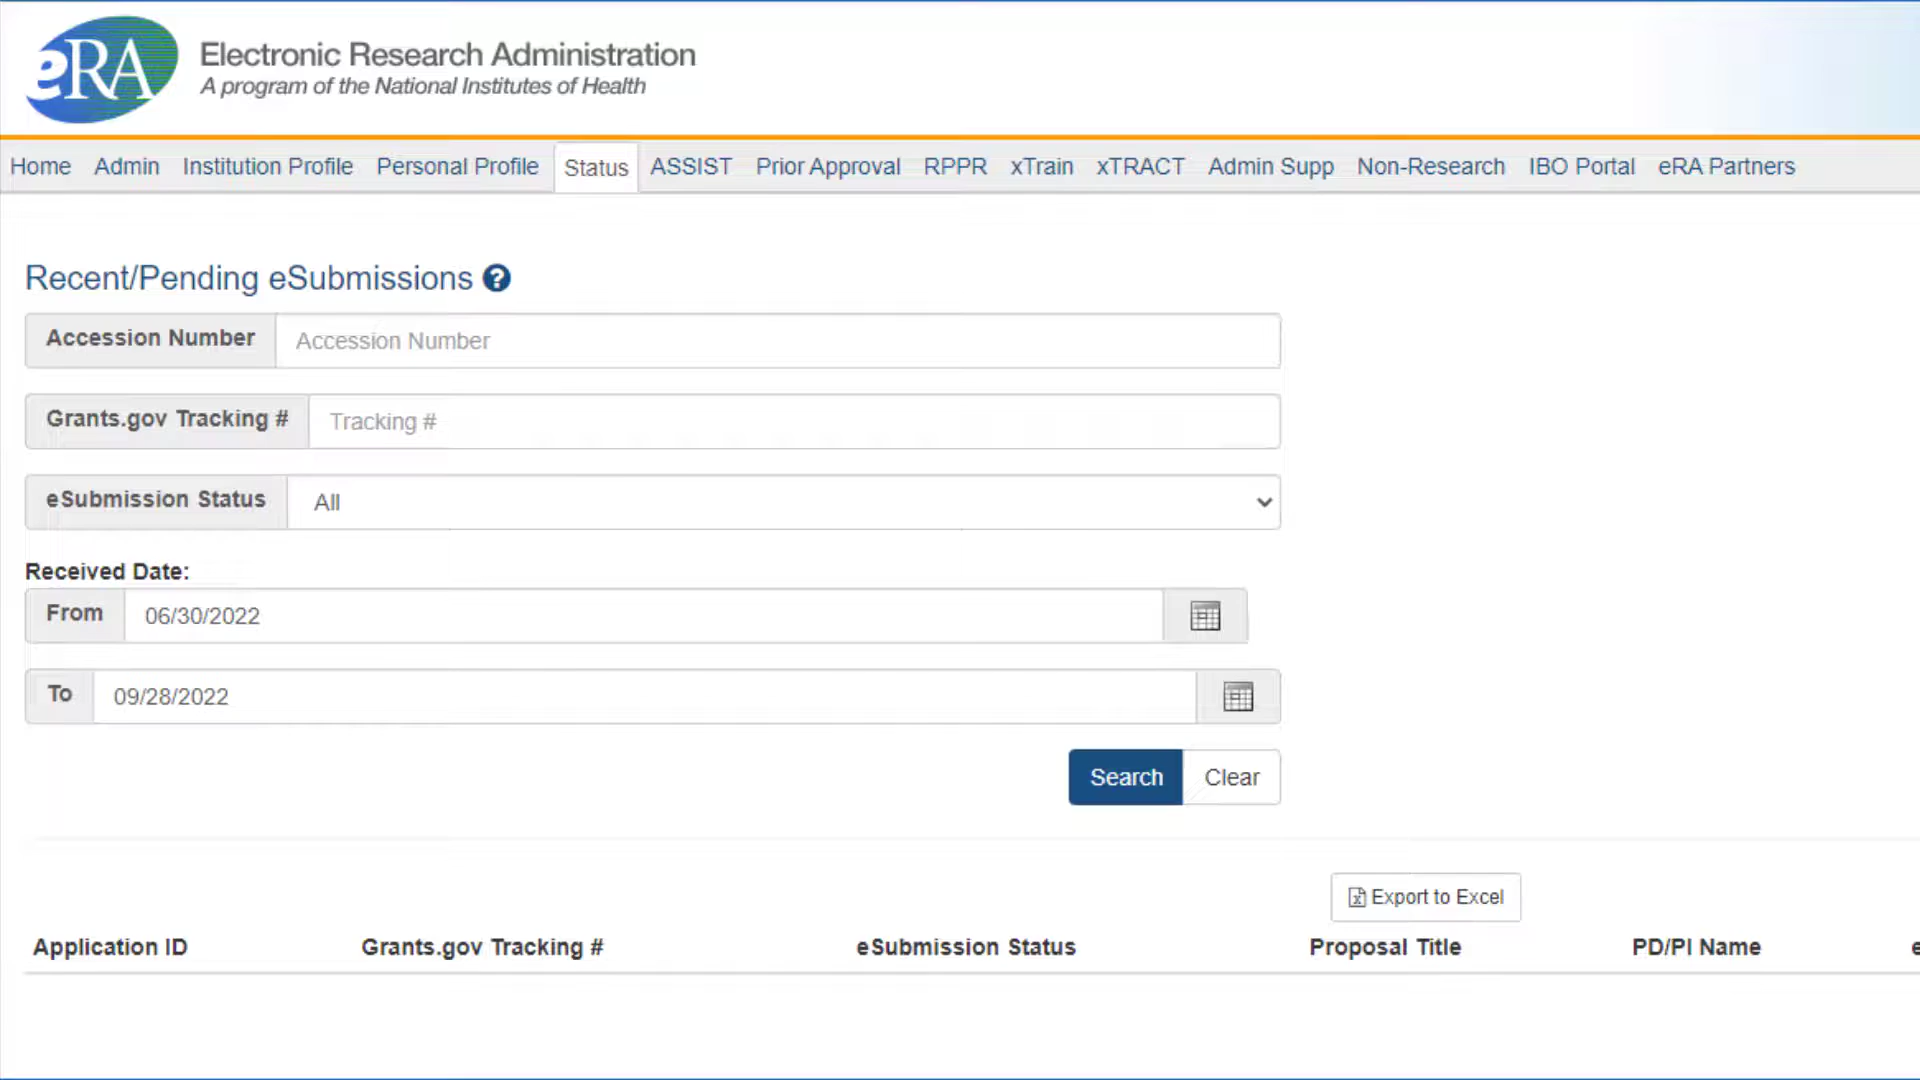 eRA
Electronic Research Administration
A program of the National Institutes of Health
Home Admin Institution Profile Personal Profile Status ASSIST Prior Approval RPPR xTrain xTRACT Admin Supp Non-Research IBO Portal eRA Partners
Recent/Pending eSubmissions ?
Accession Number Accession Number
Grants.gov Tracking # Tracking #
eSubmission Status All
Received Date:
From 06/30/2022
To 09/28/2022
Search Clear
Export to Excel
Application ID Grants.gov Tracking # eSubmission Status Proposal Title PD/PI Name